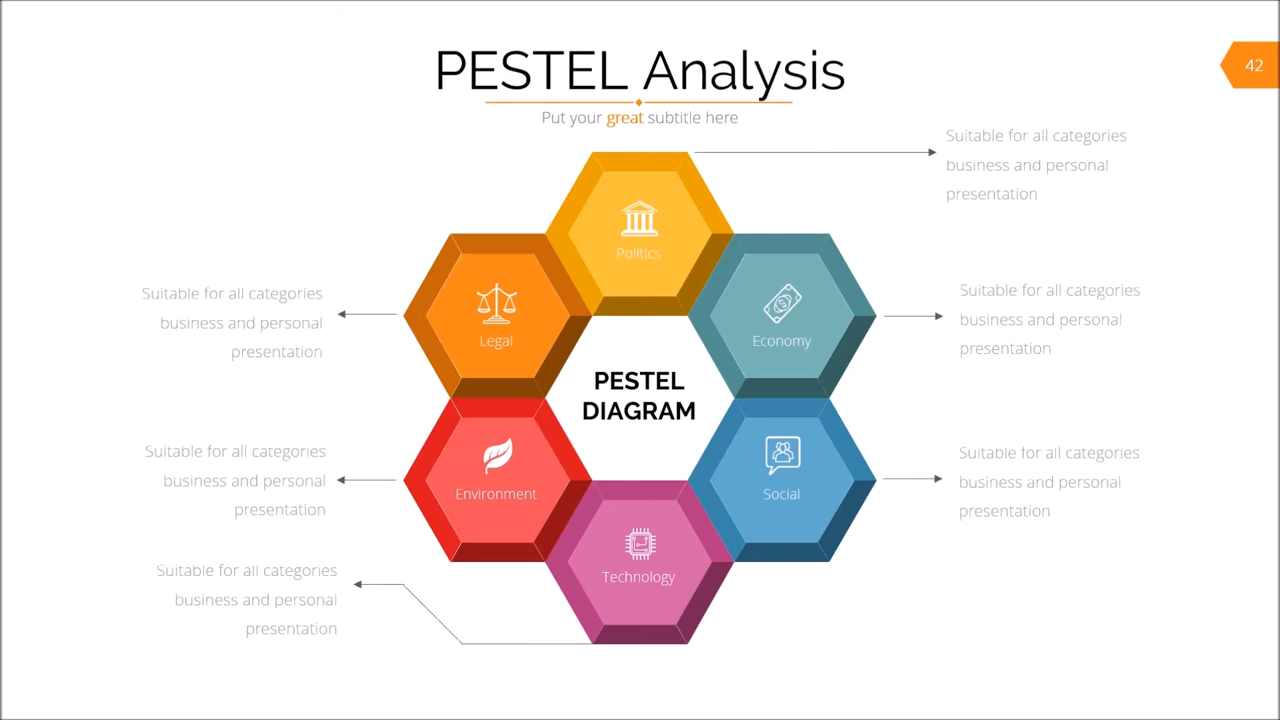 PESTEL Analysis
42
Put your great subtitle here
Suitable for all categories
business and personal
presentation
Politics
Suitable for all categories
business and personal
presentation
Legal
Economy
Suitable for all categories
business and personal
presentation
PESTEL
DIAGRAM
Suitable for all categories
business and personal
presentation
Environment
Social
Suitable for all categories
business and personal
presentation
Technology
Suitable for all categories
business and personal
presentation